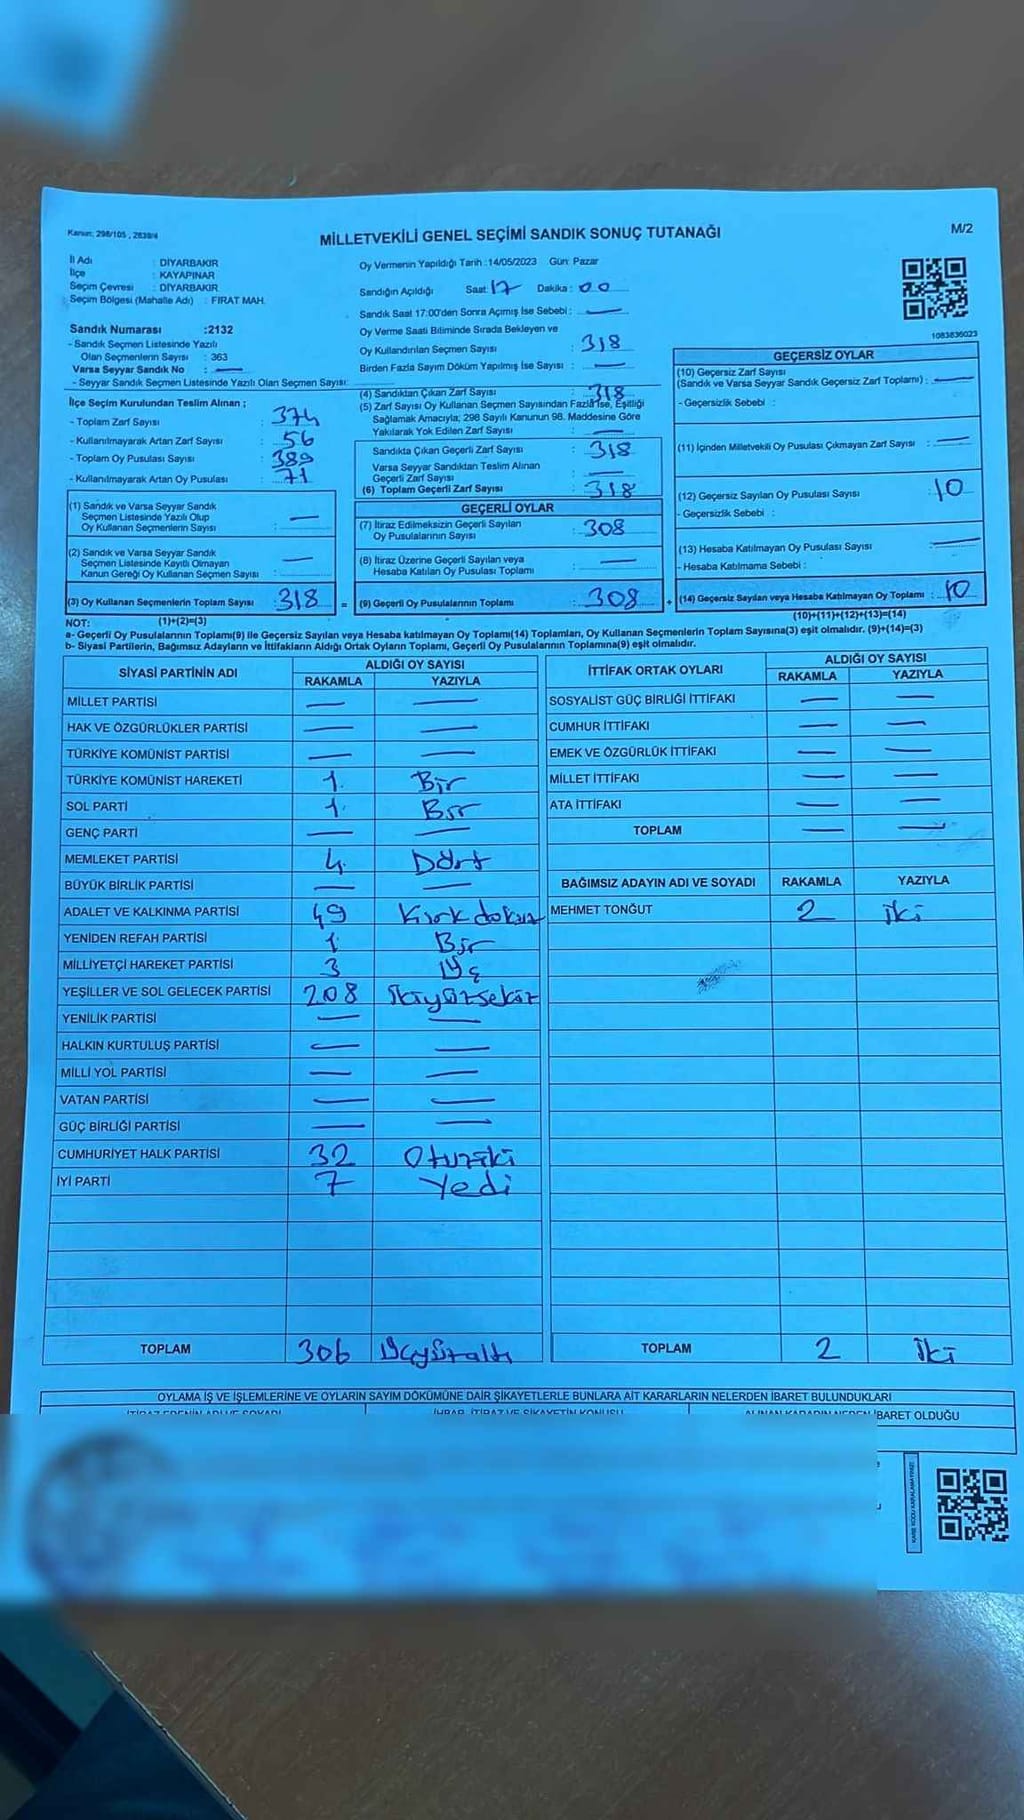 Kanun: 298/105 , 2839/4
MİLLETVEKİLİ GENEL SEÇİMİ SANDIK SONUÇ TUTANAĞI
M/2
İl Adı : DİYARBAKIR
İlçe : KAYAPINAR
Seçim Çevresi : DİYARBAKIR
Seçim Bölgesi (Mahalle Adı) : FIRAT MAH.
Sandık Numarası :2132
- Sandık Seçmen Listesinde Yazılı
Olan Seçmenlerin Sayısı : 363
Varsa Seyyar Sandık No : —
- Seyyar Sandık Seçmen Listesinde Yazılı Olan Seçmen Sayısı:
Oy Vermenin Yapıldığı Tarih :14/05/2023 Gün: Pazar
Sandığın Açıldığı Saat: 17 Dakika: 00
Sandık Saat 17:00'den Sonra Açımış İse Sebebi : —
Oy Verme Saati Bitiminde Sırada Bekleyen ve
Oy Kullandırılan Seçmen Sayısı : 318
Birden Fazla Sayım Döküm Yapılmış İse Sayısı : —
1083836023
İlçe Seçim Kurulundan Teslim Alınan ;
- Toplam Zarf Sayısı : 374
- Kullanılmayarak Artan Zarf Sayısı : 56
- Toplam Oy Pusulası Sayısı : 389
- Kullanılmayarak Artan Oy Pusulası : 71
(4) Sandıktan Çıkan Zarf Sayısı : 318
(5) Zarf Sayısı Oy Kullanan Seçmen Sayısından Fazla İse, Eşitliği
Sağlamak Amacıyla; 298 Sayılı Kanunun 98. Maddesine Göre
Yakılarak Yok Edilen Zarf Sayısı : —
Sandıkta Çıkan Geçerli Zarf Sayısı : 318
Varsa Seyyar Sandıktan Teslim Alınan
Geçerli Zarf Sayısı : —
(6) Toplam Geçerli Zarf Sayısı : 318
GEÇERSİZ OYLAR
(10) Geçersiz Zarf Sayısı
(Sandık ve Varsa Seyyar Sandık Geçersiz Zarf Toplamı) : —
- Geçersizlik Sebebi :
(11) İçinden Milletvekili Oy Pusulası Çıkmayan Zarf Sayısı : —
(12) Geçersiz Sayılan Oy Pusulası Sayısı : 10
- Geçersizlik Sebebi :
(13) Hesaba Katılmayan Oy Pusulası Sayısı : —
- Hesaba Katılmama Sebebi :
(1) Sandık ve Varsa Seyyar Sandık
Seçmen Listesinde Yazılı Olup
Oy Kullanan Seçmenlerin Sayısı : —
(2) Sandık ve Varsa Seyyar Sandık
Seçmen Listesinde Kayıtlı Olmayan
Kanun Gereği Oy Kullanan Seçmen Sayısı : —
GEÇERLİ OYLAR
(7) İtiraz Edilmeksizin Geçerli Sayılan
Oy Pusulalarının Sayısı : 308
(8) İtiraz Üzerine Geçerli Sayılan veya
Hesaba Katılan Oy Pusulası Toplamı : —
(3) Oy Kullanan Seçmenlerin Toplam Sayısı : 318 = (9) Geçerli Oy Pusulalarının Toplamı : 308 + (14) Geçersiz Sayılan veya Hesaba Katılmayan Oy Toplamı : 10
NOT: (1)+(2)=(3) (10)+(11)+(12)+(13)=(14)
a- Geçerli Oy Pusulalarının Toplamı(9) ile Geçersiz Sayılan veya Hesaba katılmayan Oy Toplamı(14) Toplamları, Oy Kullanan Seçmenlerin Toplam Sayısına(3) eşit olmalıdır. (9)+(14)=(3)
b- Siyasi Partilerin, Bağımsız Adayların ve İttifakların Aldığı Oy Ortak Oyların Toplamı, Geçerli Oy Pusulalarının Toplamına(9) eşit olmalıdır.
SİYASİ PARTİNİN ADI ALDIĞI OY SAYISI
RAKAMLA YAZIYLA
MİLLET PARTİSİ — —
HAK VE ÖZGÜRLÜKLER PARTİSİ — —
TÜRKİYE KOMÜNİST PARTİSİ — —
TÜRKİYE KOMÜNİST HAREKETİ 1 Bir
SOL PARTİ 1 Bir
GENÇ PARTİ — —
MEMLEKET PARTİSİ 4 Dört
BÜYÜK BİRLİK PARTİSİ — —
ADALET VE KALKINMA PARTİSİ 49 Kırk dokuz
YENİDEN REFAH PARTİSİ 1 Bir
MİLLİYETÇİ HAREKET PARTİSİ 3 Üç
YEŞİLLER VE SOL GELECEK PARTİSİ 208 İkiyüzsekiz
YENİLİK PARTİSİ — —
HALKIN KURTULUŞ PARTİSİ — —
MİLLİ YOL PARTİSİ — —
VATAN PARTİSİ — —
GÜÇ BİRLİĞİ PARTİSİ — —
CUMHURİYET HALK PARTİSİ 32 Otuziki
İYİ PARTİ 7 Yedi
TOPLAM 306 Üçyüzaltı
İTTİFAK ORTAK OYLARI ALDIĞI OY SAYISI
RAKAMLA YAZIYLA
SOSYALİST GÜÇ BİRLİĞİ İTTİFAKI — —
CUMHUR İTTİFAKI — —
EMEK VE ÖZGÜRLÜK İTTİFAKI — —
MİLLET İTTİFAKI — —
ATA İTTİFAKI — —
TOPLAM — —
BAĞIMSIZ ADAYIN ADI VE SOYADI RAKAMLA YAZIYLA
MEHMET TONĞUT 2 iki
TOPLAM 2 İki
OYLAMA İŞ VE İŞLEMLERİNE VE OYLARIN SAYIM DÖKÜMÜNE DAİR ŞİKAYETLERLE BUNLARA AİT KARARLARIN NELERDEN İBARET BULUNDUKLARI
İTİRAZ EDENİN ADI VE SOYADI İHBAR, İTİRAZ VE ŞİKAYETİN KONUSU ALINAN KARARIN NEDEN İBARET OLDUĞU